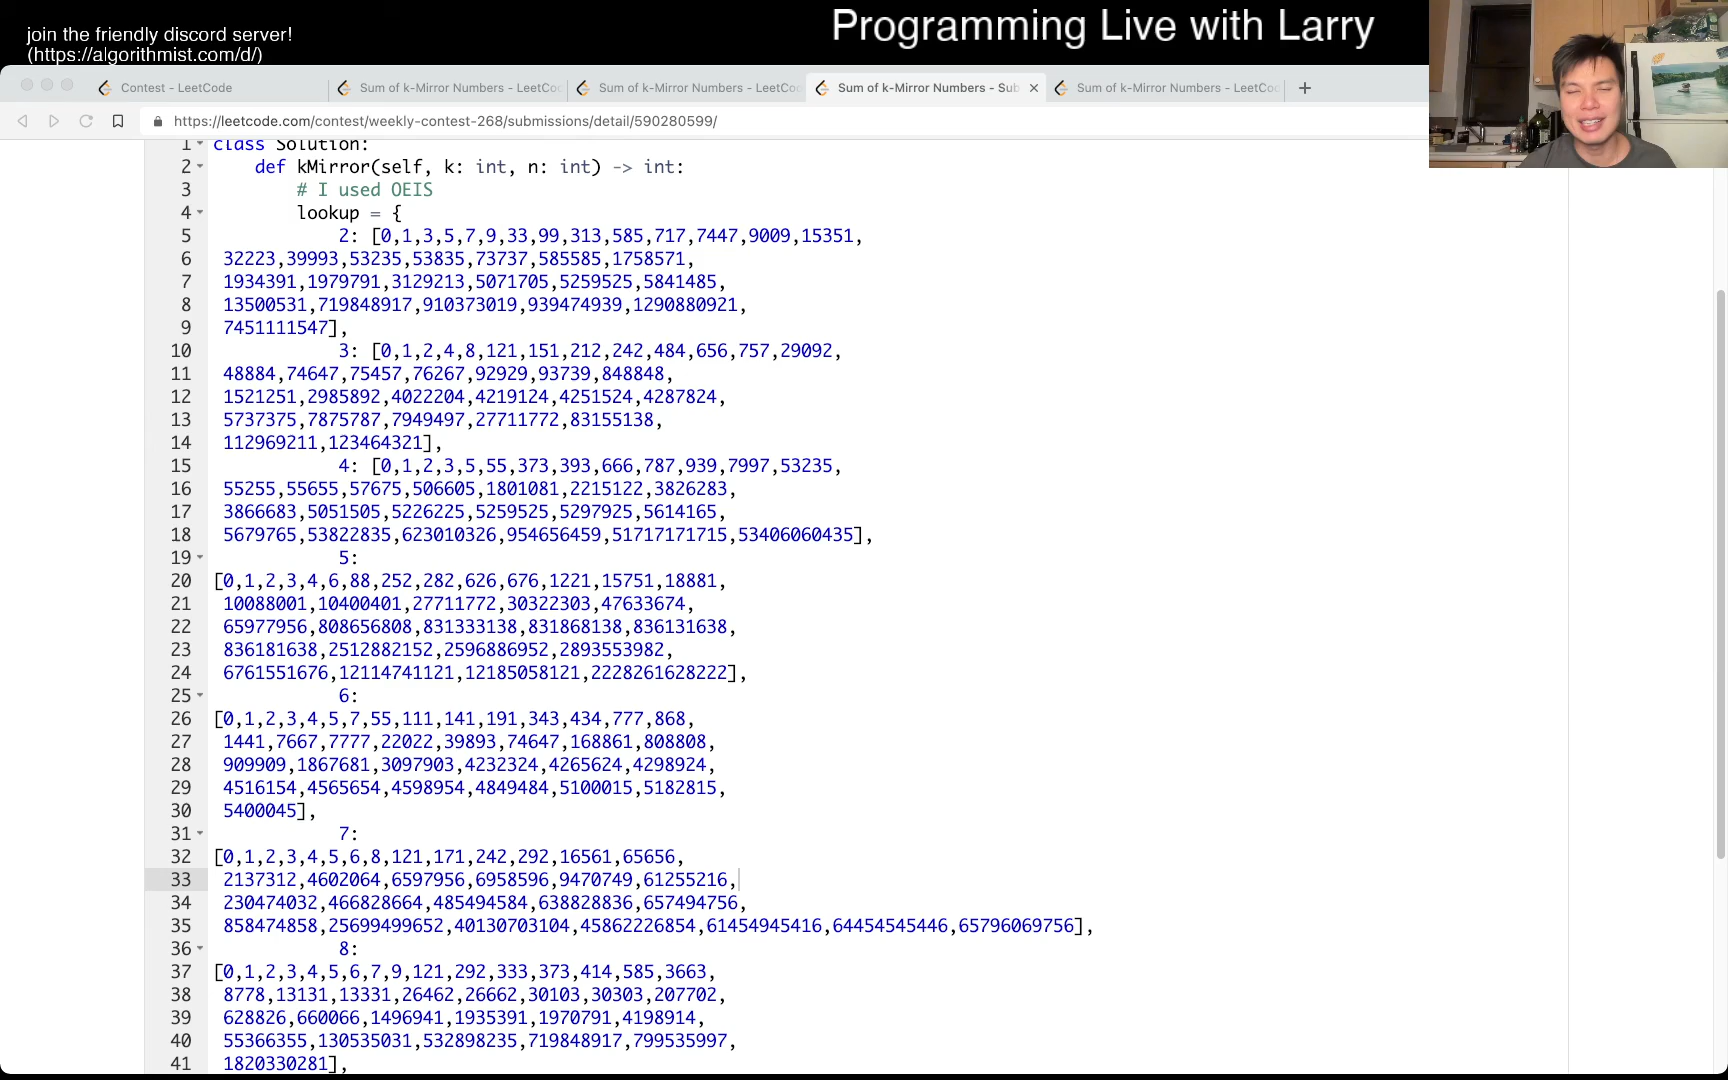 join the friendly discord server!
(https://algorithmist.com/d/)
Programming Live with Larry
Contest - LeetCode
Sum of k-Mirror Numbers - LeetCo
Sum of k-Mirror Numbers - LeetCo
Sum of k-Mirror Numbers - Sub
Sum of k-Mirror Numbers - LeetCo
https://leetcode.com/contest/weekly-contest-268/submissions/detail/590280599/
1 class Solution:
2 def kMirror(self, k: int, n: int) -> int:
3 # I used OEIS
4 lookup = {
5 2: [0,1,3,5,7,9,33,99,313,585,717,7447,9009,15351,
6 32223,39993,53235,53835,73737,585585,1758571,
7 1934391,1979791,3129213,5071705,5259525,5841485,
8 13500531,719848917,910373019,939474939,1290880921,
9 7451111547],
10 3: [0,1,2,4,8,121,151,212,242,484,656,757,29092,
11 48884,74647,75457,76267,92929,93739,848848,
12 1521251,2985892,4022204,4219124,4251524,4287824,
13 5737375,7875787,7949497,27711772,83155138,
14 112969211,123464321],
15 4: [0,1,2,3,5,55,373,393,666,787,939,7997,53235,
16 55255,55655,57675,506605,1801081,2215122,3826283,
17 3866683,5051505,5226225,5259525,5297925,5614165,
18 5679765,53822835,623010326,954656459,51717171715,53406060435],
19 5:
20 [0,1,2,3,4,6,88,252,282,626,676,1221,15751,18881,
21 10088001,10400401,27711772,30322303,47633674,
22 65977956,808656808,831333138,831868138,836131638,
23 836181638,2512882152,2596886952,2893553982,
24 6761551676,12114741121,12185058121,2228261628222],
25 6:
26 [0,1,2,3,4,5,7,55,111,141,191,343,434,777,868,
27 1441,7667,7777,22022,39893,74647,168861,808808,
28 909909,1867681,3097903,4232324,4265624,4298924,
29 4516154,4565654,4598954,4849484,5100015,5182815,
30 5400045],
31 7:
32 [0,1,2,3,4,5,6,8,121,171,242,292,16561,65656,
33 2137312,4602064,6597956,6958596,9470749,61255216,
34 230474032,466828664,485494584,638828836,657494756,
35 858474858,25699499652,40130703104,45862226854,61454945416,64454545446,65796069756],
36 8:
37 [0,1,2,3,4,5,6,7,9,121,292,333,373,414,585,3663,
38 8778,13131,13331,26462,26662,30103,30303,207702,
39 628826,660066,1496941,1935391,1970791,4198914,
40 55366355,130535031,532898235,719848917,799535997,
41 1820330281],